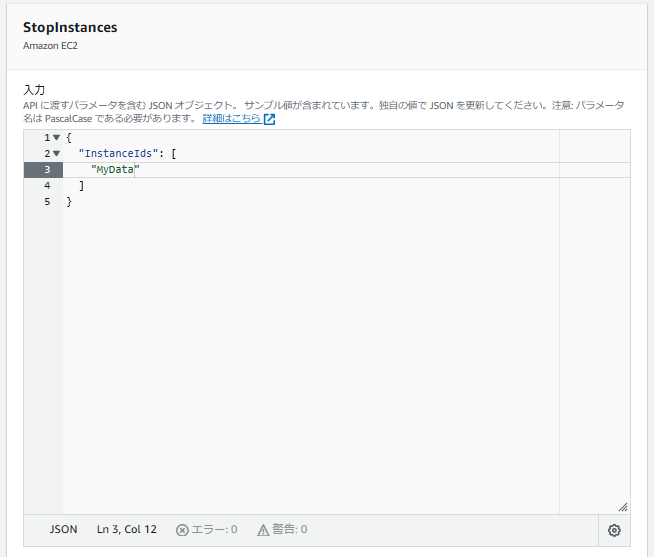 StopInstances
Amazon EC2
入力
API に渡すパラメータを含む JSON オブジェクト。 サンプル値が含まれています。独自の値で JSON を更新してください。注意: パラメータ
名は PascalCase である必要があります。 詳細はこちら
1 {
2 "InstanceIds": [
3 "MyData"
4 ]
5 }
JSON Ln 3, Col 12 エラー: 0 警告: 0